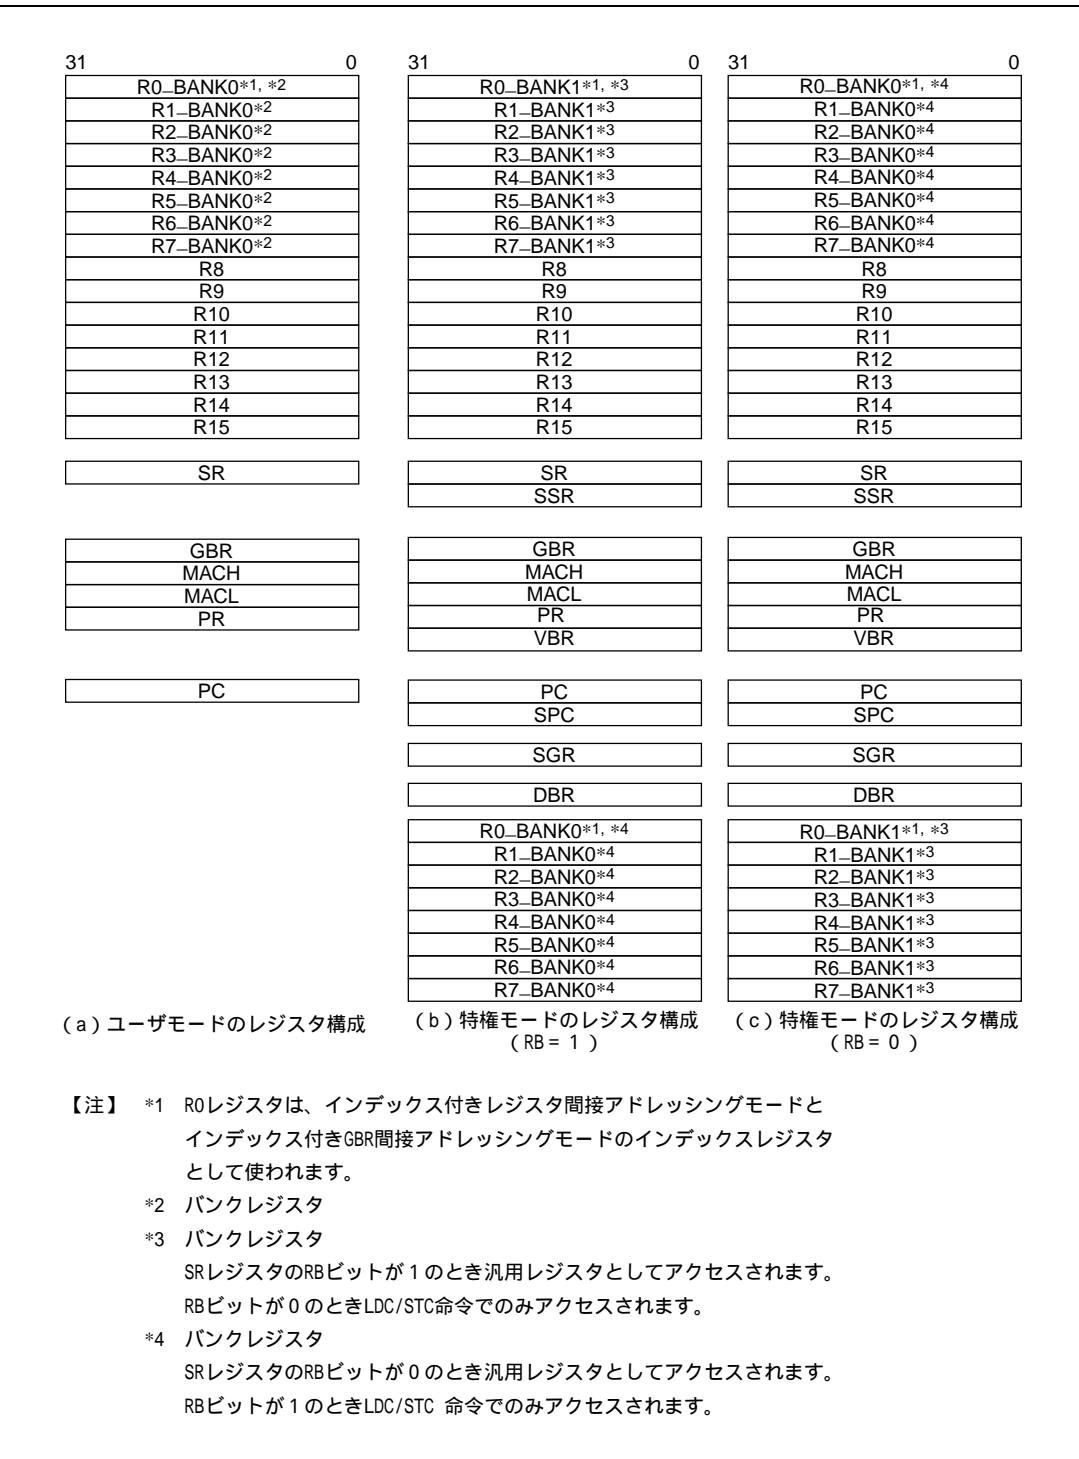 31 0
R0_BANK0*1, *2
R1_BANK0*2
R2_BANK0*2
R3_BANK0*2
R4_BANK0*2
R5_BANK0*2
R6_BANK0*2
R7_BANK0*2
R8
R9
R10
R11
R12
R13
R14
R15
SR
GBR
MACH
MACL
PR
PC
(a)ユーザモードのレジスタ構成
31 0
R0_BANK1*1, *3
R1_BANK1*3
R2_BANK1*3
R3_BANK1*3
R4_BANK1*3
R5_BANK1*3
R6_BANK1*3
R7_BANK1*3
R8
R9
R10
R11
R12
R13
R14
R15
SR
SSR
GBR
MACH
MACL
PR
VBR
PC
SPC
SGR
DBR
R0_BANK0*1, *4
R1_BANK0*4
R2_BANK0*4
R3_BANK0*4
R4_BANK0*4
R5_BANK0*4
R6_BANK0*4
R7_BANK0*4
(b)特権モードのレジスタ構成
(RB= 1 )
31 0
R0_BANK0*1, *4
R1_BANK0*4
R2_BANK0*4
R3_BANK0*4
R4_BANK0*4
R5_BANK0*4
R6_BANK0*4
R7_BANK0*4
R8
R9
R10
R11
R12
R13
R14
R15
SR
SSR
GBR
MACH
MACL
PR
VBR
PC
SPC
SGR
DBR
R0_BANK1*1, *3
R1_BANK1*3
R2_BANK1*3
R3_BANK1*3
R4_BANK1*3
R5_BANK1*3
R6_BANK1*3
R7_BANK1*3
(c)特権モードのレジスタ構成
(RB= 0 )
【注】 *1 R0レジスタは、インデックス付きレジスタ間接アドレッシングモードと
インデックス付きGBR間接アドレッシングモードのインデックスレジスタ
として使われます。
*2 バンクレジスタ
*3 バンクレジスタ
SRレジスタのRBビットが1のとき汎用レジスタとしてアクセスされます。
RBビットが0のときLDC/STC命令でのみアクセスされます。
*4 バンクレジスタ
SRレジスタのRBビットが0のとき汎用レジスタとしてアクセスされます。
RBビットが1のときLDC/STC 命令でのみアクセスされます。